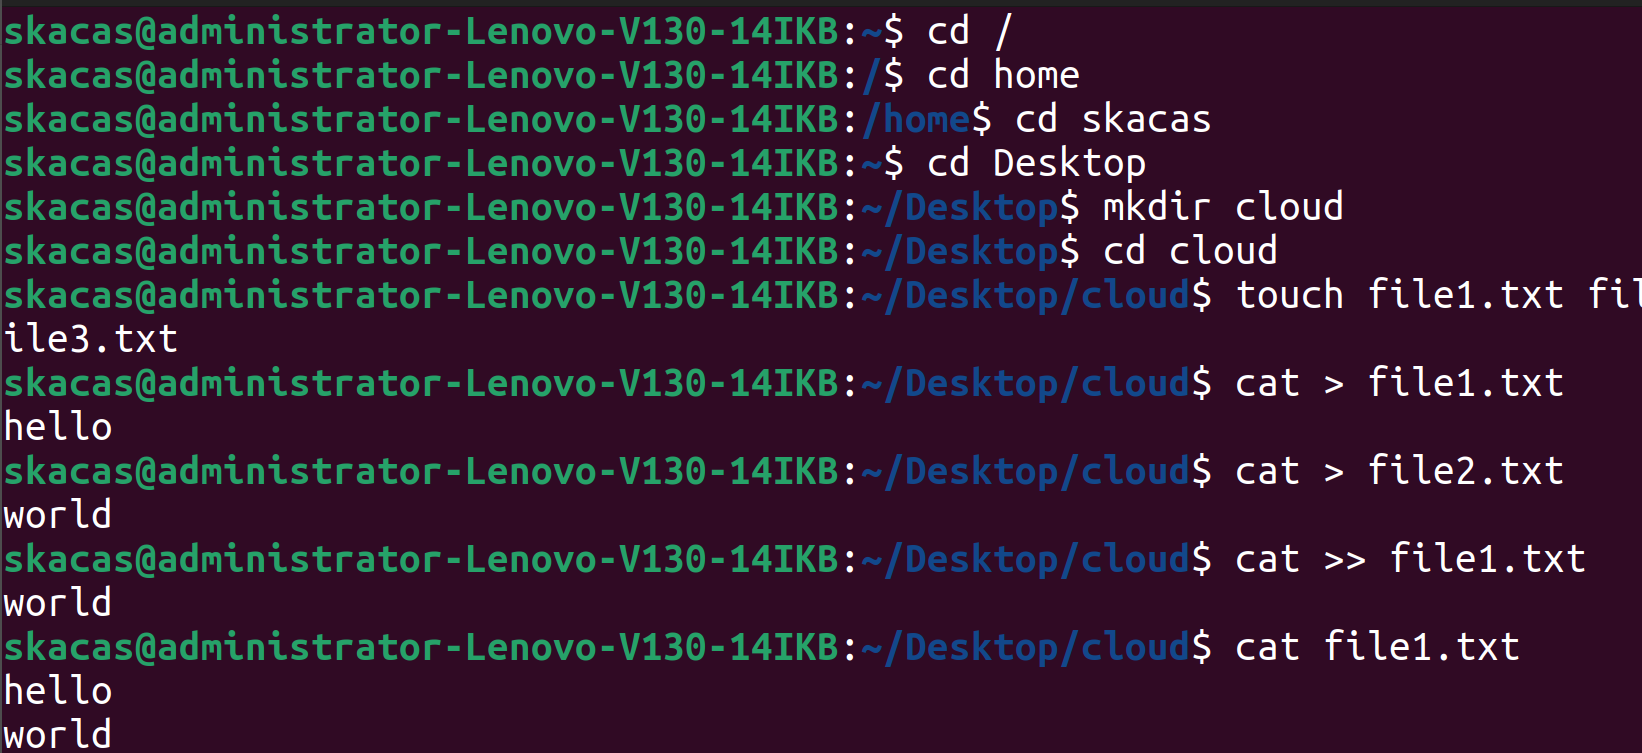 skacas@administrator-Lenovo-V130-14IKB:~$ cd /
skacas@administrator-Lenovo-V130-14IKB:/$ cd home
skacas@administrator-Lenovo-V130-14IKB:/home$ cd skacas
skacas@administrator-Lenovo-V130-14IKB:~$ cd Desktop
skacas@administrator-Lenovo-V130-14IKB:~/Desktop$ mkdir cloud
skacas@administrator-Lenovo-V130-14IKB:~/Desktop$ cd cloud
skacas@administrator-Lenovo-V130-14IKB:~/Desktop/cloud$ touch file1.txt fil
ile3.txt
skacas@administrator-Lenovo-V130-14IKB:~/Desktop/cloud$ cat > file1.txt
hello
skacas@administrator-Lenovo-V130-14IKB:~/Desktop/cloud$ cat > file2.txt
world
skacas@administrator-Lenovo-V130-14IKB:~/Desktop/cloud$ cat >> file1.txt
world
skacas@administrator-Lenovo-V130-14IKB:~/Desktop/cloud$ cat file1.txt
hello
world